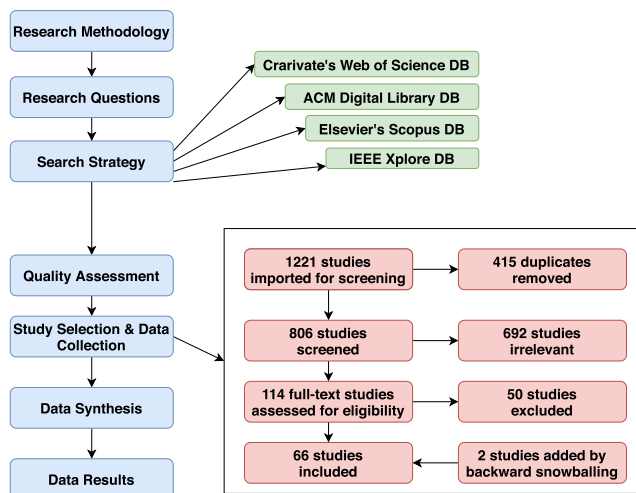 Research Methodology
Research Questions
Search Strategy
Crarivate's Web of Science DB
ACM Digital Library DB
Elsevier's Scopus DB
IEEE Xplore DB
Quality Assessment
Study Selection & Data
Collection
Data Synthesis
Data Results
1221 studies
imported for screening
415 duplicates
removed
806 studies
screened
692 studies
irrelevant
114 full-text studies
assessed for eligibility
50 studies
excluded
66 studies
included
2 studies added by
backward snowballing